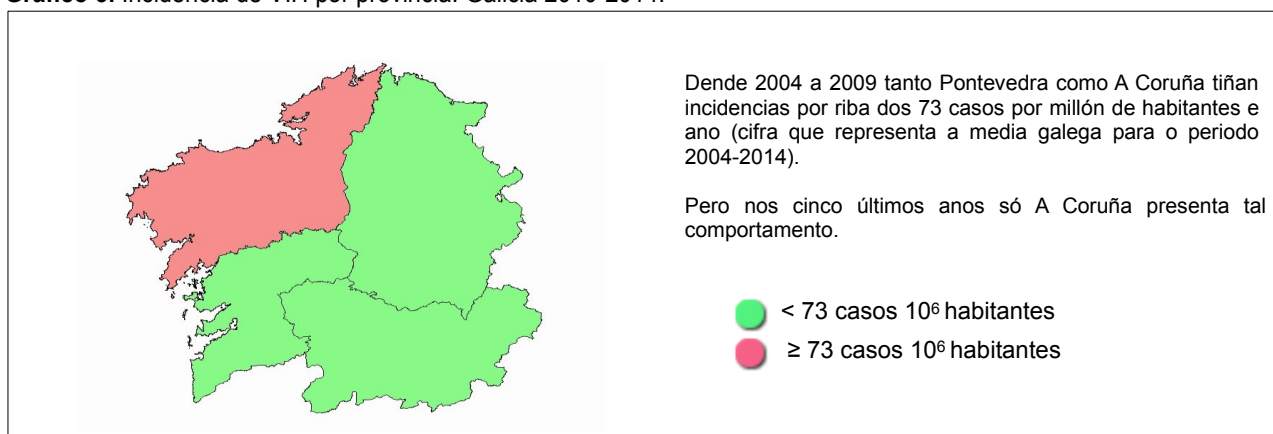 Dende 2004 a 2009 tanto Pontevedra como A Coruña tiñan
incidencias por riba dos 73 casos por millón de habitantes e
ano (cifra que representa a media galega para o periodo
2004-2014).
Pero nos cinco últimos anos só A Coruña presenta tal
comportamento.
< 73 casos 10⁶ habitantes
≥ 73 casos 10⁶ habitantes